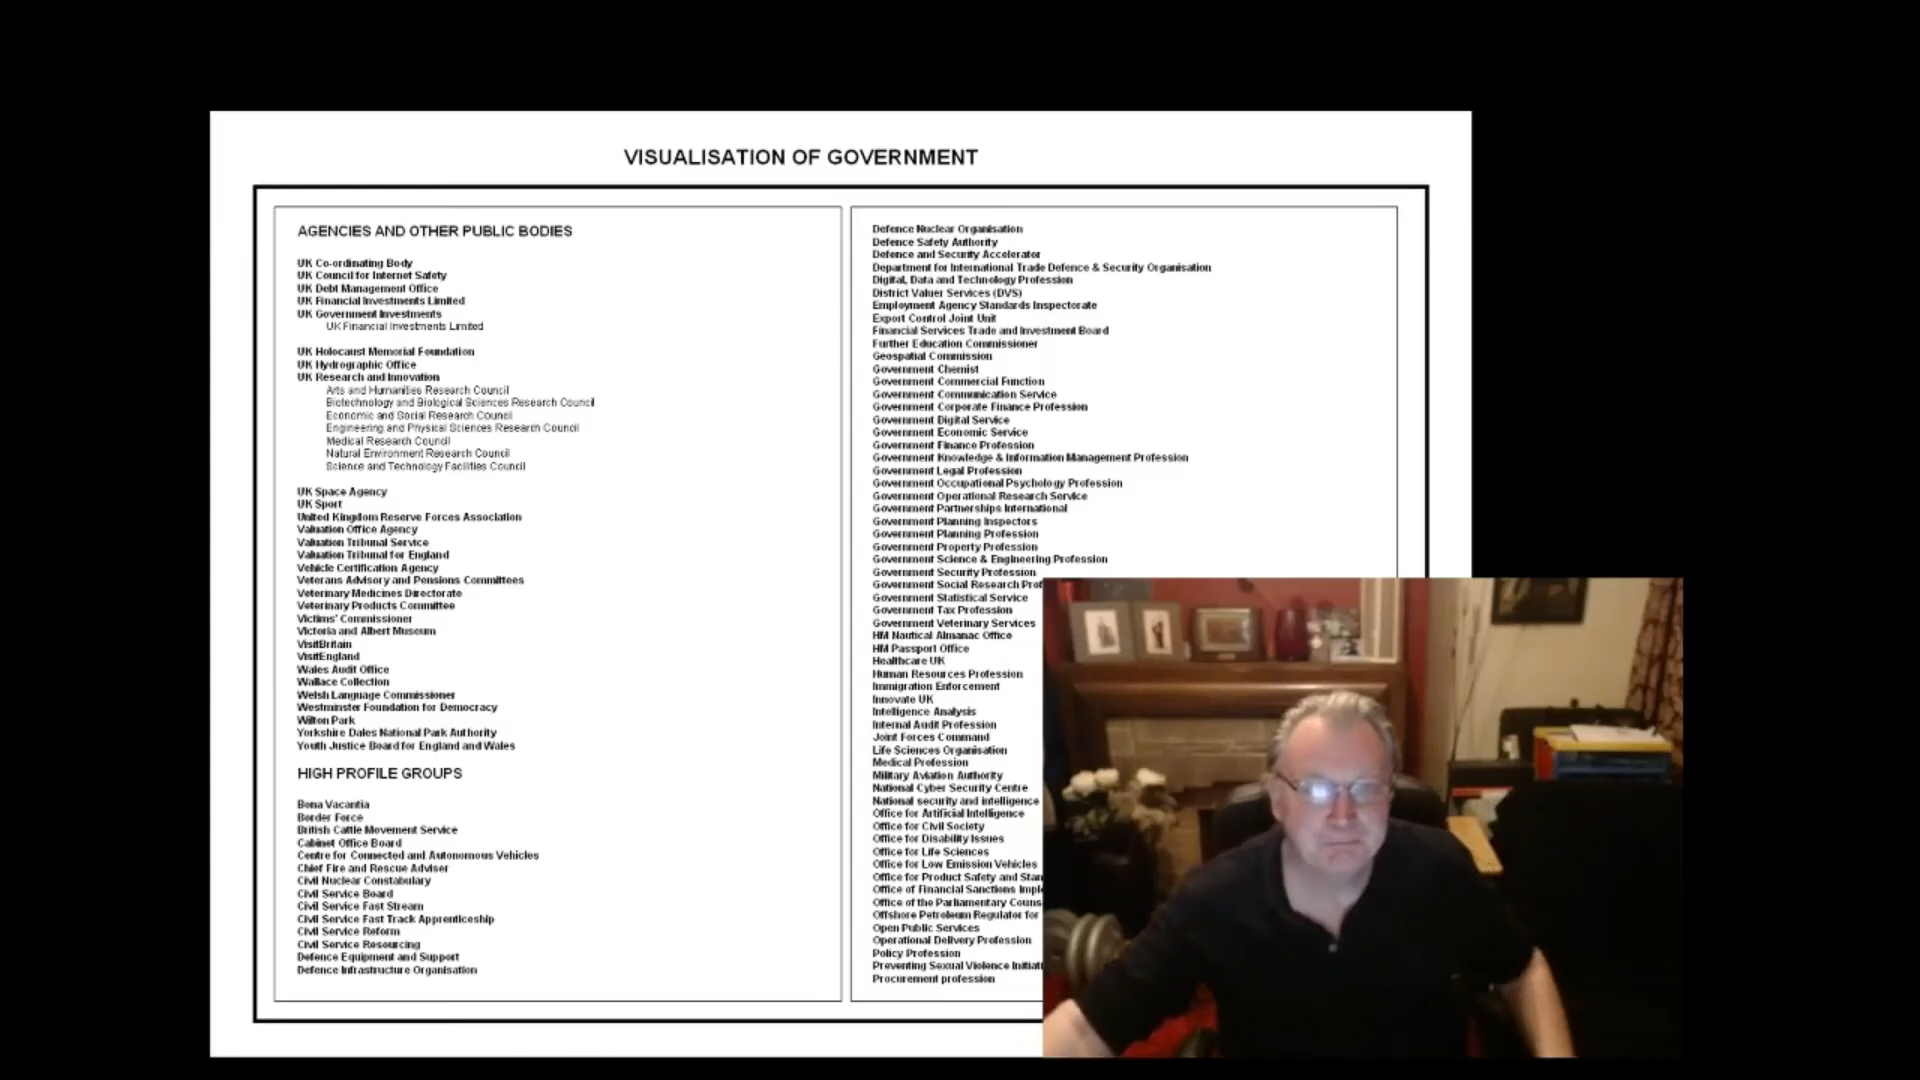 VISUALISATION OF GOVERNMENT
AGENCIES AND OTHER PUBLIC BODIES
UK Co-ordinating Body
UK Council for Internet Safety
UK Debt Management Office
UK Financial Investments Limited
UK Government Investments
UK Financial Investments Limited
UK Holocaust Memorial Foundation
UK Hydrographic Office
UK Research and Innovation
Arts and Humanities Research Council
Biotechnology and Biological Sciences Research Council
Economic and Social Research Council
Engineering and Physical Sciences Research Council
Medical Research Council
Natural Environment Research Council
Science and Technology Facilities Council
UK Space Agency
UK Sport
United Kingdom Reserve Forces Association
Valuation Office Agency
Valuation Tribunal Service
Valuation Tribunal for England
Vehicle Certification Agency
Veterans Advisory and Pensions Committees
Veterinary Medicines Directorate
Veterinary Products Committee
Victims' Commissioner
Victoria and Albert Museum
VisitBritain
VisitEngland
Wales Audit Office
Wallace Collection
Welsh Language Commissioner
Westminster Foundation for Democracy
Wilton Park
Yorkshire Dales National Park Authority
Youth Justice Board for England and Wales
HIGH PROFILE GROUPS
Bona Vacantia
Border Force
British Cattle Movement Service
Cabinet Office Board
Centre for Connected and Autonomous Vehicles
Chief Fire and Rescue Adviser
Civil Nuclear Constabulary
Civil Service Board
Civil Service Fast Stream
Civil Service Fast Track Apprenticeship
Civil Service Reform
Civil Service Resourcing
Defence Equipment and Support
Defence Infrastructure Organisation
Defence Nuclear Organisation
Defence Safety Authority
Defence and Security Accelerator
Department for International Trade Defence & Security Organisation
Digital, Data and Technology Profession
District Valuer Services (DVS)
Employment Agency Standards Inspectorate
Export Control Joint Unit
Financial Services Trade and Investment Board
Further Education Commissioner
Geospatial Commission
Government Chemist
Government Commercial Function
Government Communication Service
Government Corporate Finance Profession
Government Digital Service
Government Economic Service
Government Finance Profession
Government Knowledge & Information Management Profession
Government Legal Profession
Government Occupational Psychology Profession
Government Operational Research Service
Government Partnerships International
Government Planning Inspectors
Government Planning Profession
Government Property Profession
Government Science & Engineering Profession
Government Security Profession
Government Social Research Prof
Government Statistical Service
Government Tax Profession
Government Veterinary Services
HM Nautical Almanac Office
HM Passport Office
Healthcare UK
Human Resources Profession
Immigration Enforcement
Innovate UK
Intelligence Analysis
Internal Audit Profession
Joint Forces Command
Life Sciences Organisation
Medical Profession
Military Aviation Authority
National Cyber Security Centre
National security and intelligence
Office for Artificial Intelligence
Office for Civil Society
Office for Disability Issues
Office for Life Sciences
Office for Low Emission Vehicles
Office for Product Safety and Stan
Office of Financial Sanctions Imple
Office of the Parliamentary Couns
Offshore Petroleum Regulator for
Open Public Services
Operational Delivery Profession
Policy Profession
Preventing Sexual Violence Initiati
Procurement profession